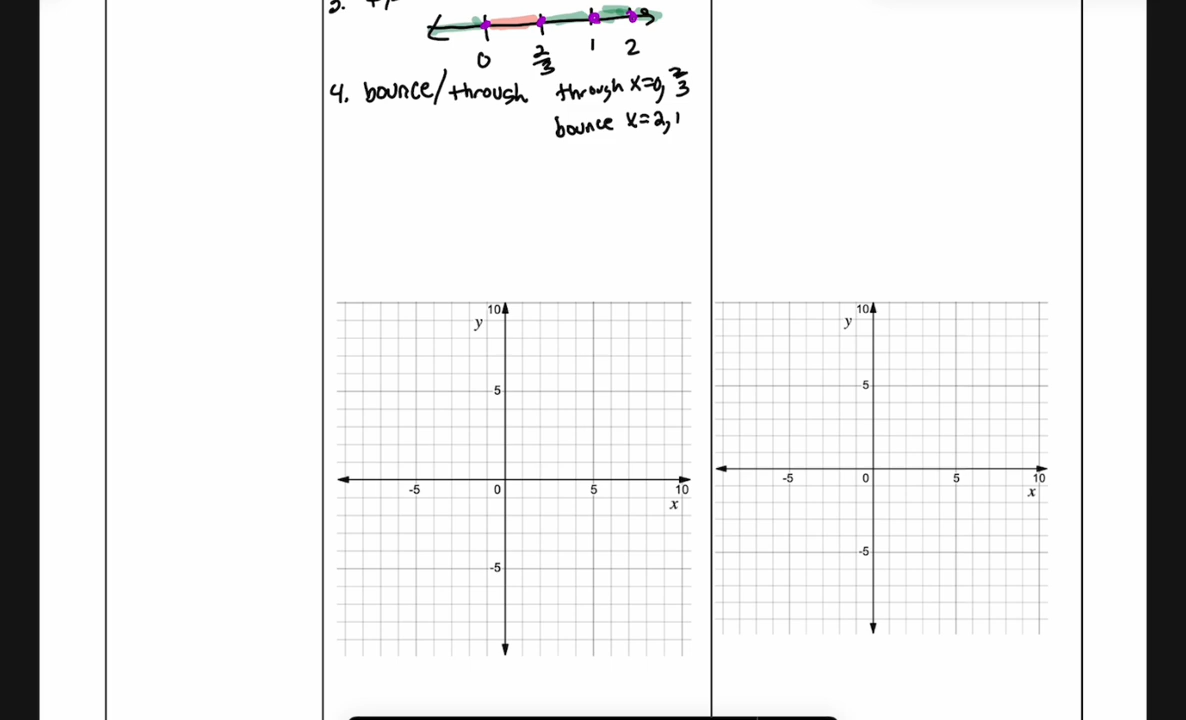 3. +/-
0 2/3 1 2
4. bounce/through through x=0, 2/3
bounce x=2, 1
10
y
5
-5 0 5 10
x
-5
10
y
5
-5 0 5 10
x
-5